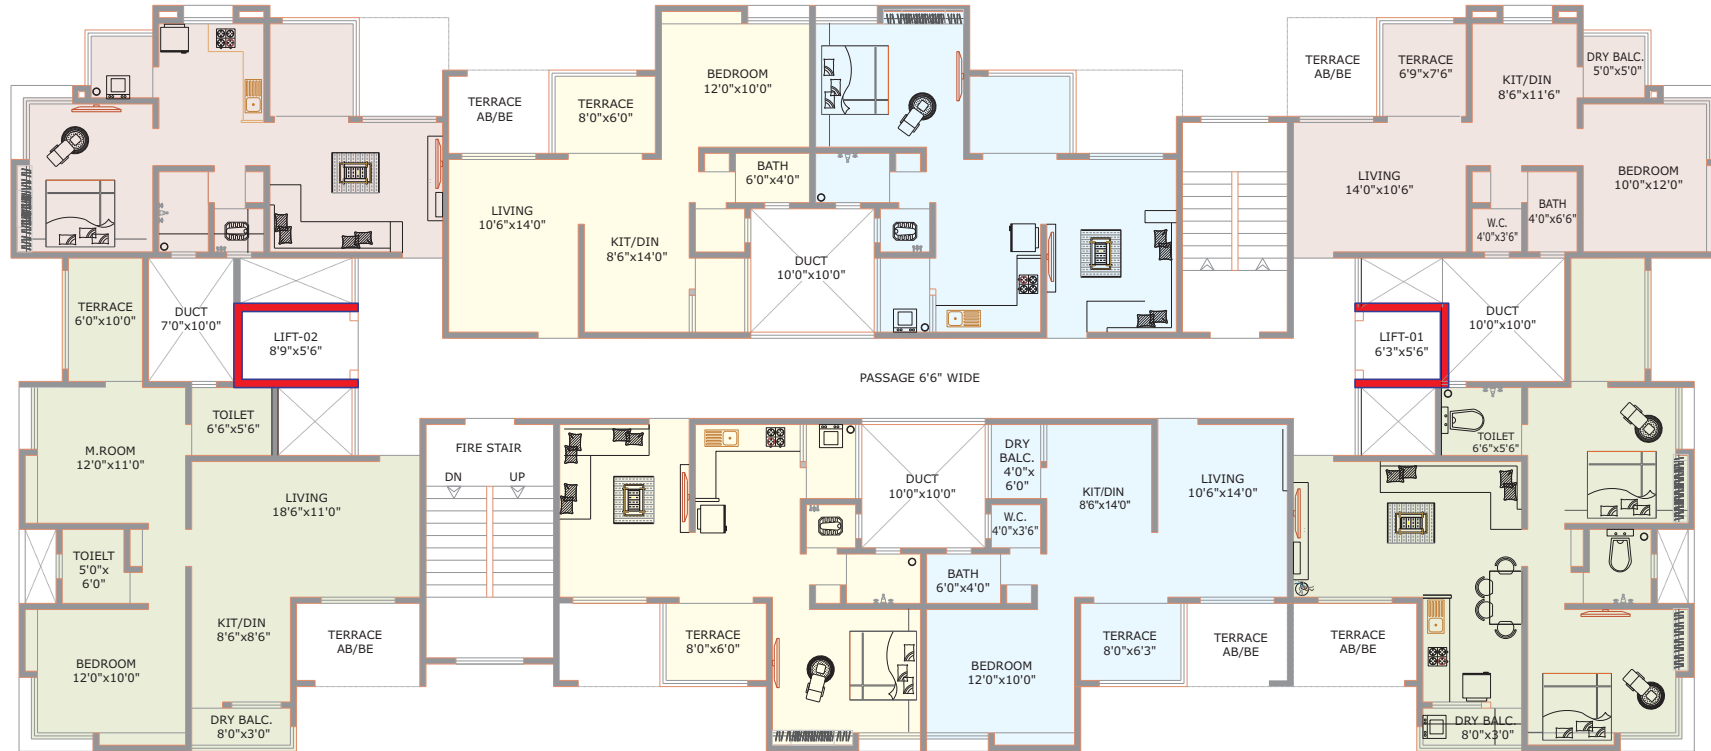 TERRACE
AB/BE
TERRACE
8'0"x6'0"
BEDROOM
12'0"x10'0"
BATH
6'0"x4'0"
LIVING
10'6"x14'0"
KIT/DIN
8'6"x14'0"
DUCT
10'0"x10'0"
TERRACE
AB/BE
TERRACE
6'9"x7'6"
KIT/DIN
8'6"x11'6"
DRY BALC.
5'0"x5'0"
LIVING
14'0"x10'6"
BEDROOM
10'0"x12'0"
BATH
4'0"x6'6"
W.C.
4'0"x3'6"
TERRACE
6'0"x10'0"
DUCT
7'0"x10'0"
LIFT-02
8'9"x5'6"
LIFT-01
6'3"x5'6"
DUCT
10'0"x10'0"
PASSAGE 6'6" WIDE
TOILET
6'6"x5'6"
M.ROOM
12'0"x11'0"
LIVING
18'6"x11'0"
TOIELT
5'0"x
6'0"
KIT/DIN
8'6"x8'6"
BEDROOM
12'0"x10'0"
DRY BALC.
8'0"x3'0"
TERRACE
AB/BE
FIRE STAIR
DN
UP
TERRACE
8'0"x6'0"
DUCT
10'0"x10'0"
DRY
BALC.
4'0"x
6'0"
W.C.
4'0"x3'6"
KIT/DIN
8'6"x14'0"
LIVING
10'6"x14'0"
BATH
6'0"x4'0"
BEDROOM
12'0"x10'0"
TERRACE
8'0"x6'3"
TERRACE
AB/BE
TERRACE
AB/BE
TOILET
6'6"x5'6"
DRY BALC.
8'0"x3'0"